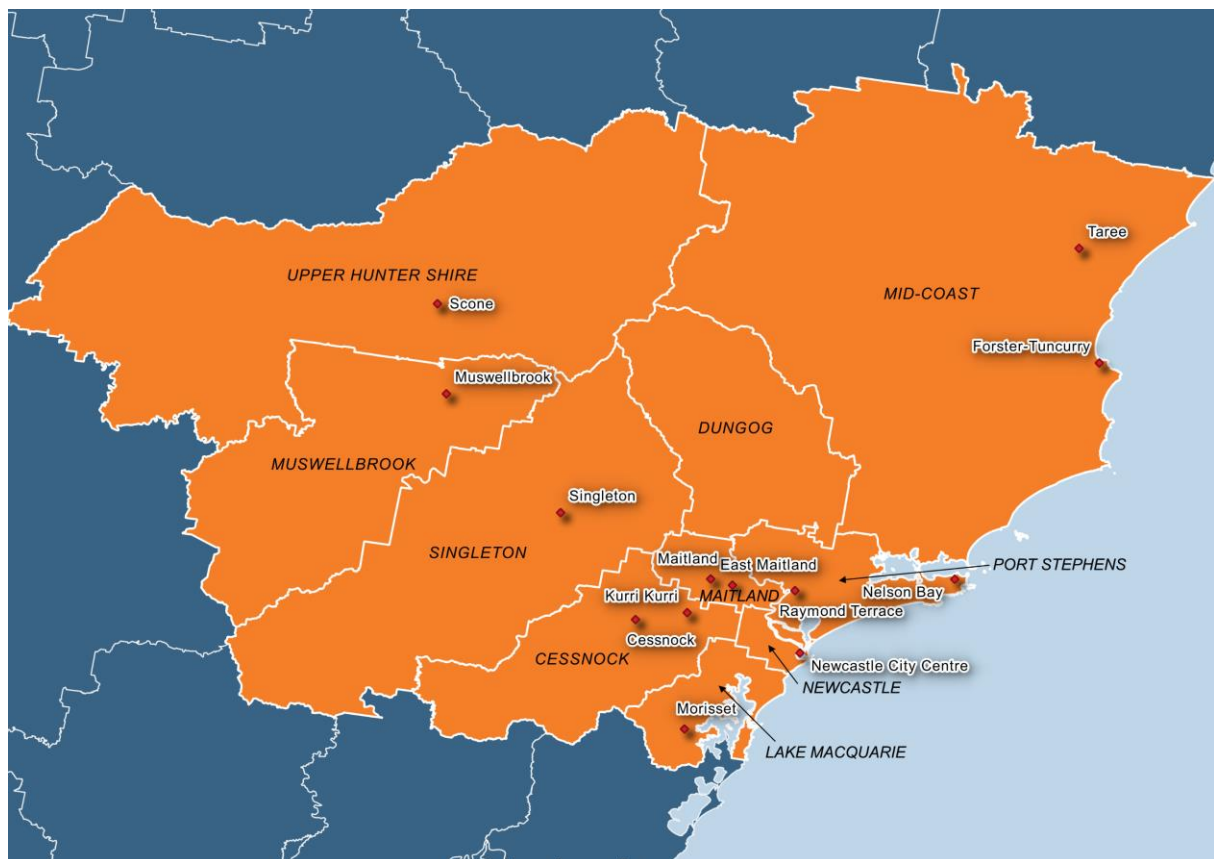 Taree
UPPER HUNTER SHIRE
MID-COAST
Scone
Forster-Tuncurry
Muswellbrook
DUNGOG
MUSWELLBROOK
Singleton
SINGLETON
Maitland
East Maitland
PORT STEPHENS
Nelson Bay
MAITLAND
Kurri Kurri
Raymond Terrace
Cessnock
CESSNOCK
Newcastle City Centre
NEWCASTLE
Morisset
LAKE MACQUARIE